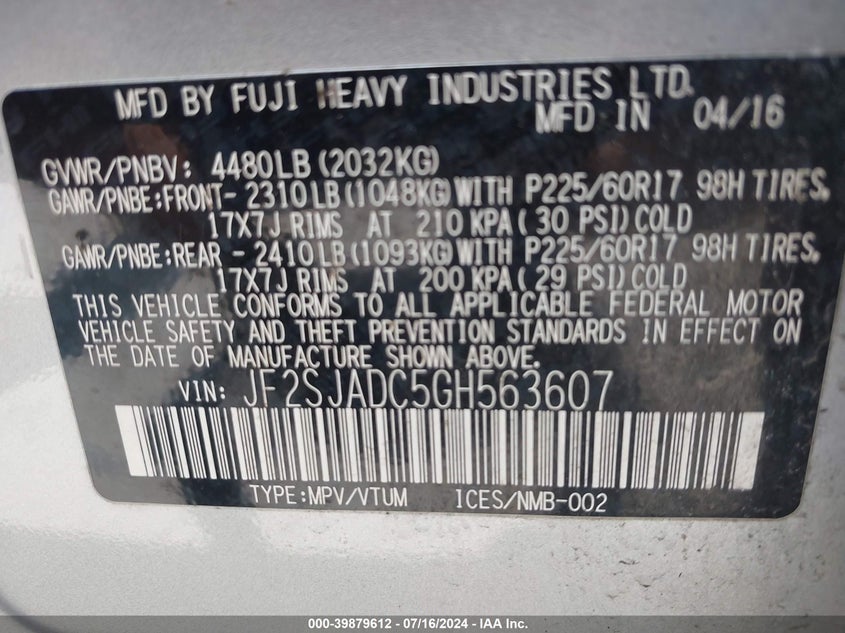 MFD BY FUJI HEAVY INDUSTRIES LTD.
MFD IN 04/16
GVWR/PNBV: 4480LB (2032KG)
GAWR/PNBE:FRONT- 2310LB(1048KG)WITH P225/60R17 98H TIRES,
17X7J RIMS AT 210 KPA( 30 PSI)COLD
GAWR/PNBE:REAR - 2410LB(1093KG)WITH P225/60R17 98H TIRES,
17X7J RIMS AT 200 KPA( 29 PSI)COLD
THIS VEHICLE CONFORMS TO ALL APPLICABLE FEDERAL MOTOR
VEHICLE SAFETY AND THEFT PREVENTION STANDARDS IN EFFECT ON
THE DATE OF MANUFACTURE SHOWN ABOVE.
VIN: JF2SJADC5GH563607
TYPE:MPV/VTUM ICES/NMB-002
000-39879612 - 07/16/2024 - IAA Inc.